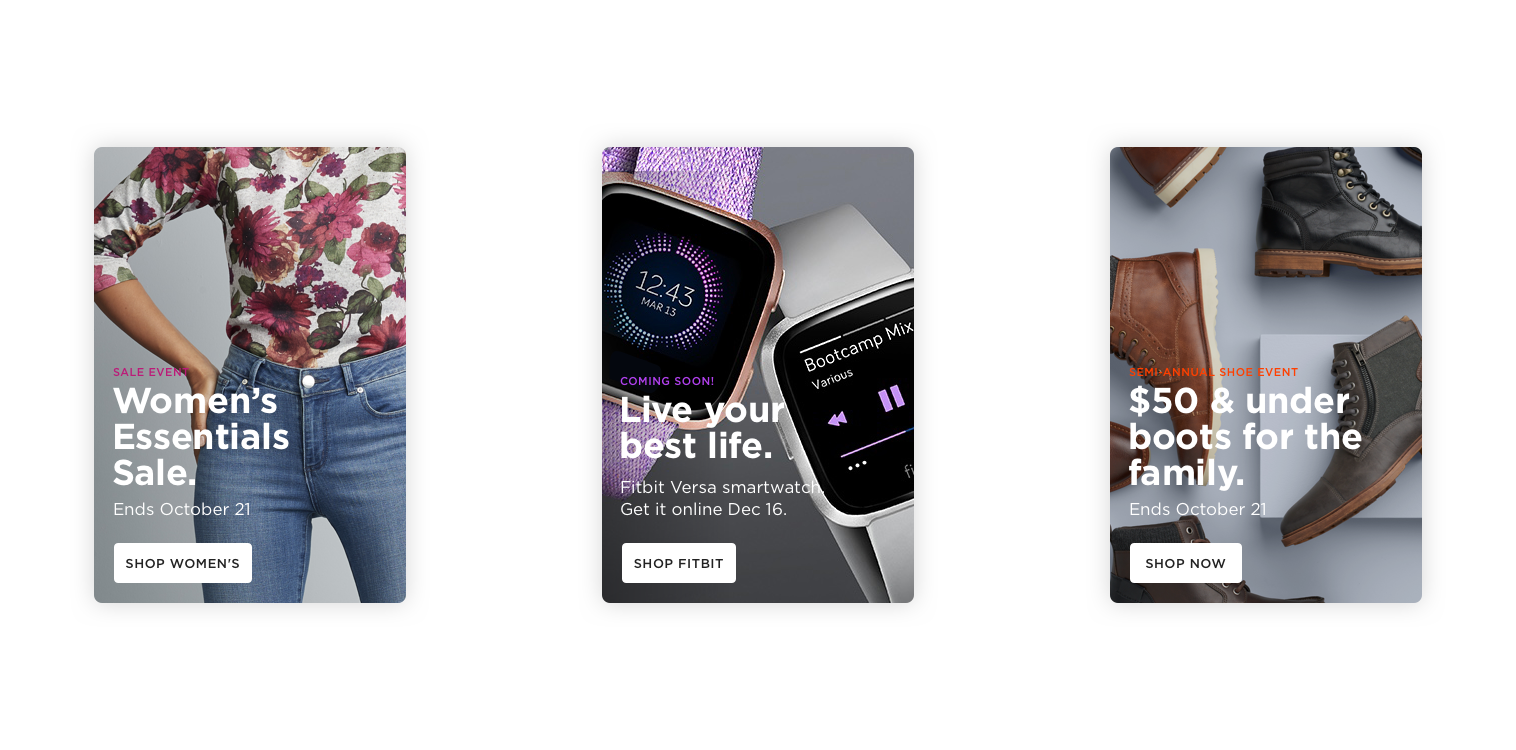 SALE EVENT
Women's
Essentials
Sale.
Ends October 21
SHOP WOMEN'S
12:43
MAR 13
Bootcamp Mix
Various
COMING SOON!
Live your
best life.
Fitbit Versa smartwatch.
Get it online Dec 16.
SHOP FITBIT
SEMI-ANNUAL SHOE EVENT
$50 & under
boots for the
family.
Ends October 21
SHOP NOW